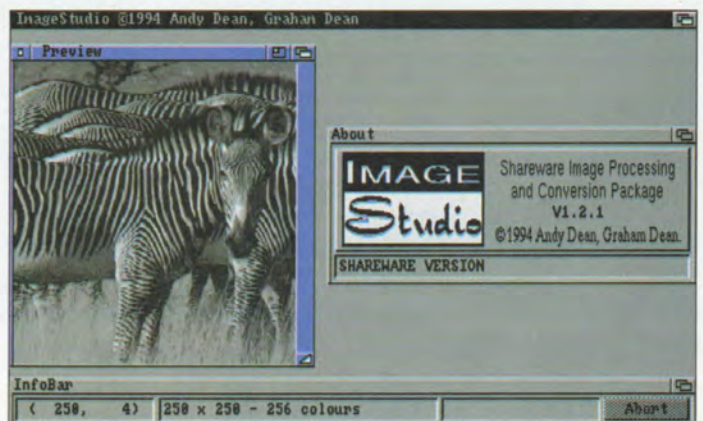 ImageStudio ©1994 Andy Dean, Graham Dean
Preview
About
IMAGE
Studio
Shareware Image Processing
and Conversion Package
V1.2.1
©1994 Andy Dean, Graham Dean.
SHAREWARE VERSION
InfoBar
( 250, 4) 250 x 250 - 256 colours Abort